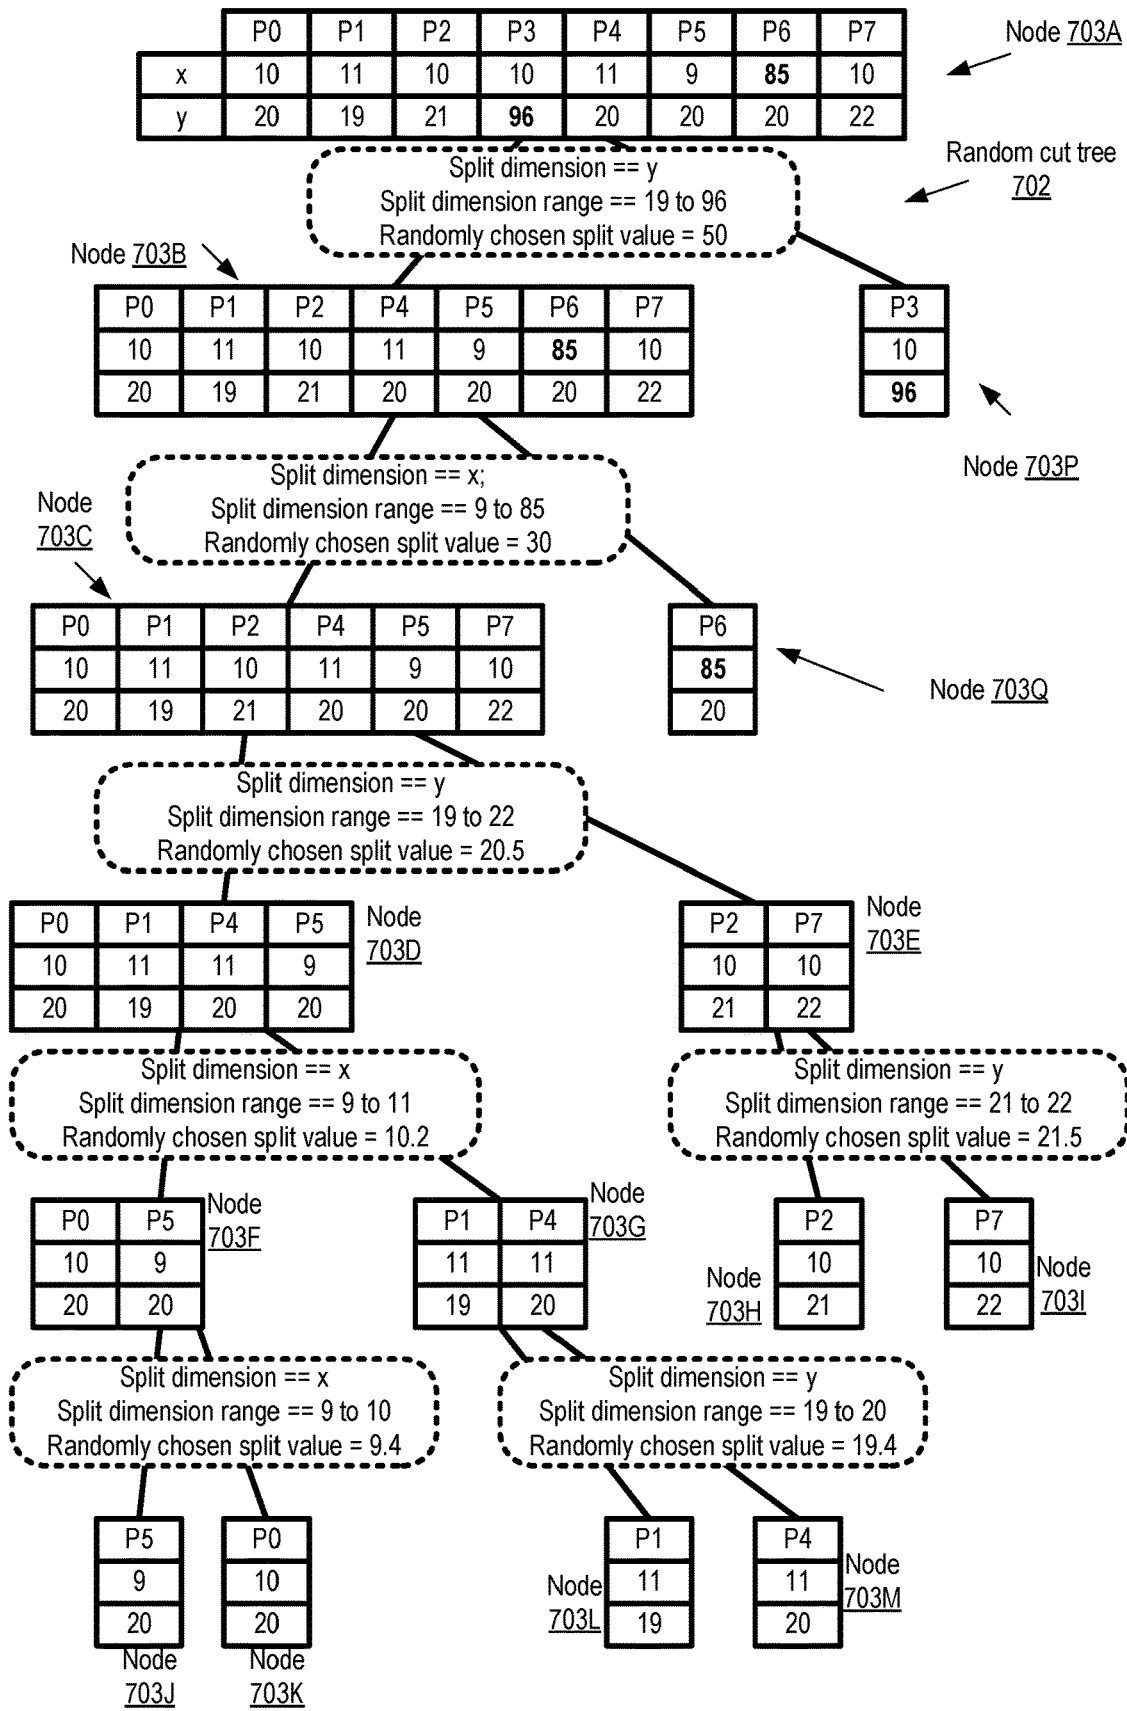 P0 P1 P2 P3 P4 P5 P6 P7
Node 703A
x 10 11 10 10 11 9 85 10
y 20 19 21 96 20 20 20 22
Random cut tree
702
Split dimension == y
Split dimension range == 19 to 96
Randomly chosen split value = 50
Node 703B
P0 P1 P2 P4 P5 P6 P7
10 11 10 11 9 85 10
20 19 21 20 20 20 22
P3
10
96
Node 703P
Split dimension == x;
Split dimension range == 9 to 85
Randomly chosen split value = 30
Node
703C
P0 P1 P2 P4 P5 P7
10 11 10 11 9 10
20 19 21 20 20 22
P6
85
20
Node 703Q
Split dimension == y
Split dimension range == 19 to 22
Randomly chosen split value = 20.5
P0 P1 P4 P5
10 11 11 9
20 19 20 20
Node
703D
P2 P7
10 10
21 22
Node
703E
Split dimension == x
Split dimension range == 9 to 11
Randomly chosen split value = 10.2
Split dimension == y
Split dimension range == 21 to 22
Randomly chosen split value = 21.5
P0 P5
10 9
20 20
Node
703F
P1 P4
11 11
19 20
Node
703G
P2
10
21
Node
703H
P7
10
22
Node
703I
Split dimension == x
Split dimension range == 9 to 10
Randomly chosen split value = 9.4
Split dimension == y
Split dimension range == 19 to 20
Randomly chosen split value = 19.4
P5
9
20
Node
703J
P0
10
20
Node
703K
P1
11
19
Node
703L
P4
11
20
Node
703M